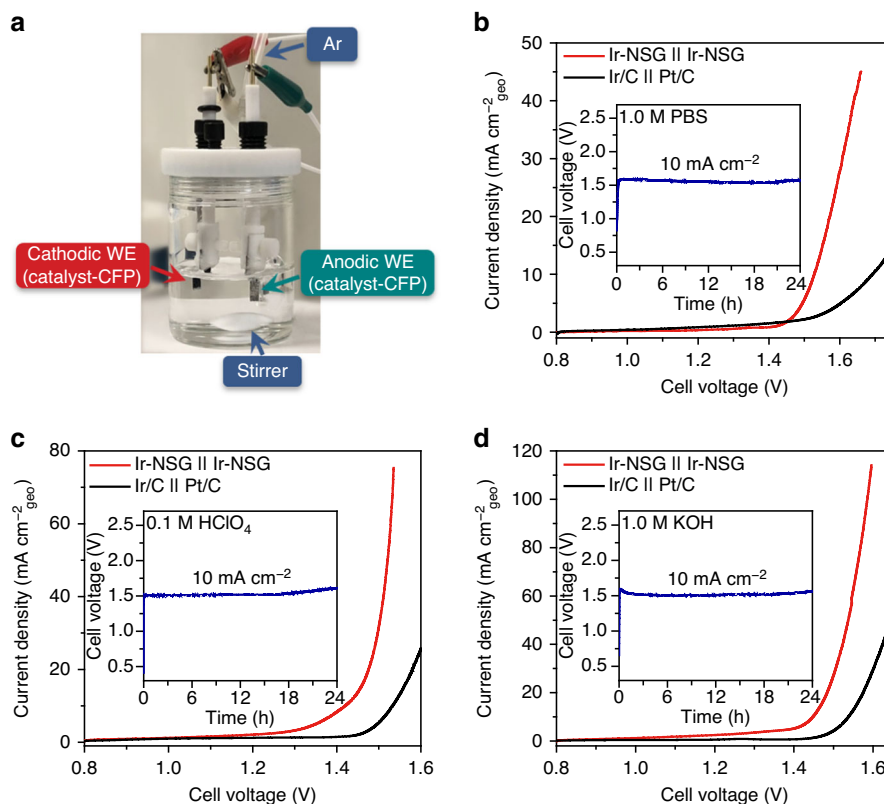 a
Ar
Cathodic WE
(catalyst-CFP)
Anodic WE
(catalyst-CFP)
Stirrer
b
Ir-NSG || Ir-NSG
Ir/C || Pt/C
1.0 M PBS
10 mA cm⁻²
Cell voltage (V)
2.5
2.0
1.5
1.0
0.5
0 6 12 18 24
Time (h)
Current density (mA cm⁻²geo)
50
40
30
20
10
0
0.8 1.0 1.2 1.4 1.6
Cell voltage (V)
c
Ir-NSG || Ir-NSG
Ir/C || Pt/C
0.1 M HClO₄
10 mA cm⁻²
Cell voltage (V)
2.5
2.0
1.5
1.0
0.5
0 6 12 18 24
Time (h)
Current density (mA cm⁻²geo)
80
60
40
20
0
0.8 1.0 1.2 1.4 1.6
Cell voltage (V)
d
Ir-NSG || Ir-NSG
Ir/C || Pt/C
1.0 M KOH
10 mA cm⁻²
Cell voltage (V)
2.5
2.0
1.5
1.0
0.5
0 6 12 18 24
Time (h)
Current density (mA cm⁻²geo)
120
100
80
60
40
20
0
0.8 1.0 1.2 1.4 1.6
Cell voltage (V)